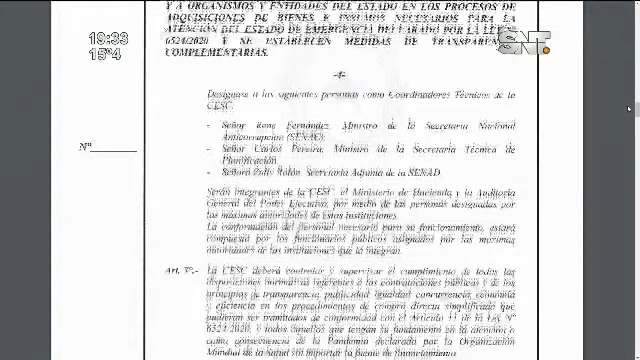 Y A ORGANISMOS Y ENTIDADES DEL ESTADO EN LOS PROCESOS DE
ADQUISICIONES DE BIENES E INSUMOS NECESARIOS PARA LA
ATENCIÓN DEL ESTADO DE EMERGENCIA DECLARADO POR LA LEY
6524/2020 Y SE ESTABLECEN MEDIDAS DE TRANSPARENCIA
COMPLEMENTARIAS.
19:33
15°4
SNT.
-4-
Desígnase a las siguientes personas como Coordinadores Técnicos de la
CESC:
- Señor René Fernández, Ministro de la Secretaría Nacional
Anticorrupción (SENAC).
- Señor Carlos Pereira, Ministro de la Secretaría Técnica de
Planificación.
- Señora Zully Rolón, Secretaria Adjunta de la SENAD
N°
Serán integrantes de la CESC el Ministerio de Hacienda y la Auditoría
General del Poder Ejecutivo, por medio de las personas designadas por
las máximas autoridades de estas instituciones.
La conformación del personal necesario para su funcionamiento, estará
compuesta por los funcionarios públicos asignados por las máximas
autoridades de las instituciones que la integran.
Art. La CESC deberá controlar y supervisar el cumplimiento de todas las
disposiciones normativas referentes a las contrataciones públicas y de
los principios de transparencia, publicidad, igualdad, concurrencia, economía
y eficiencia en los procedimientos de compra directa simplificada que
pudieran ser tramitados de conformidad con el Artículo 11 de la Ley N°
6524/2020, y todos aquellos que tengan su fundamento en la atención o
como consecuencia de la Pandemia declarada por la Organización
Mundial de la Salud sin importar la fuente de financiamiento.